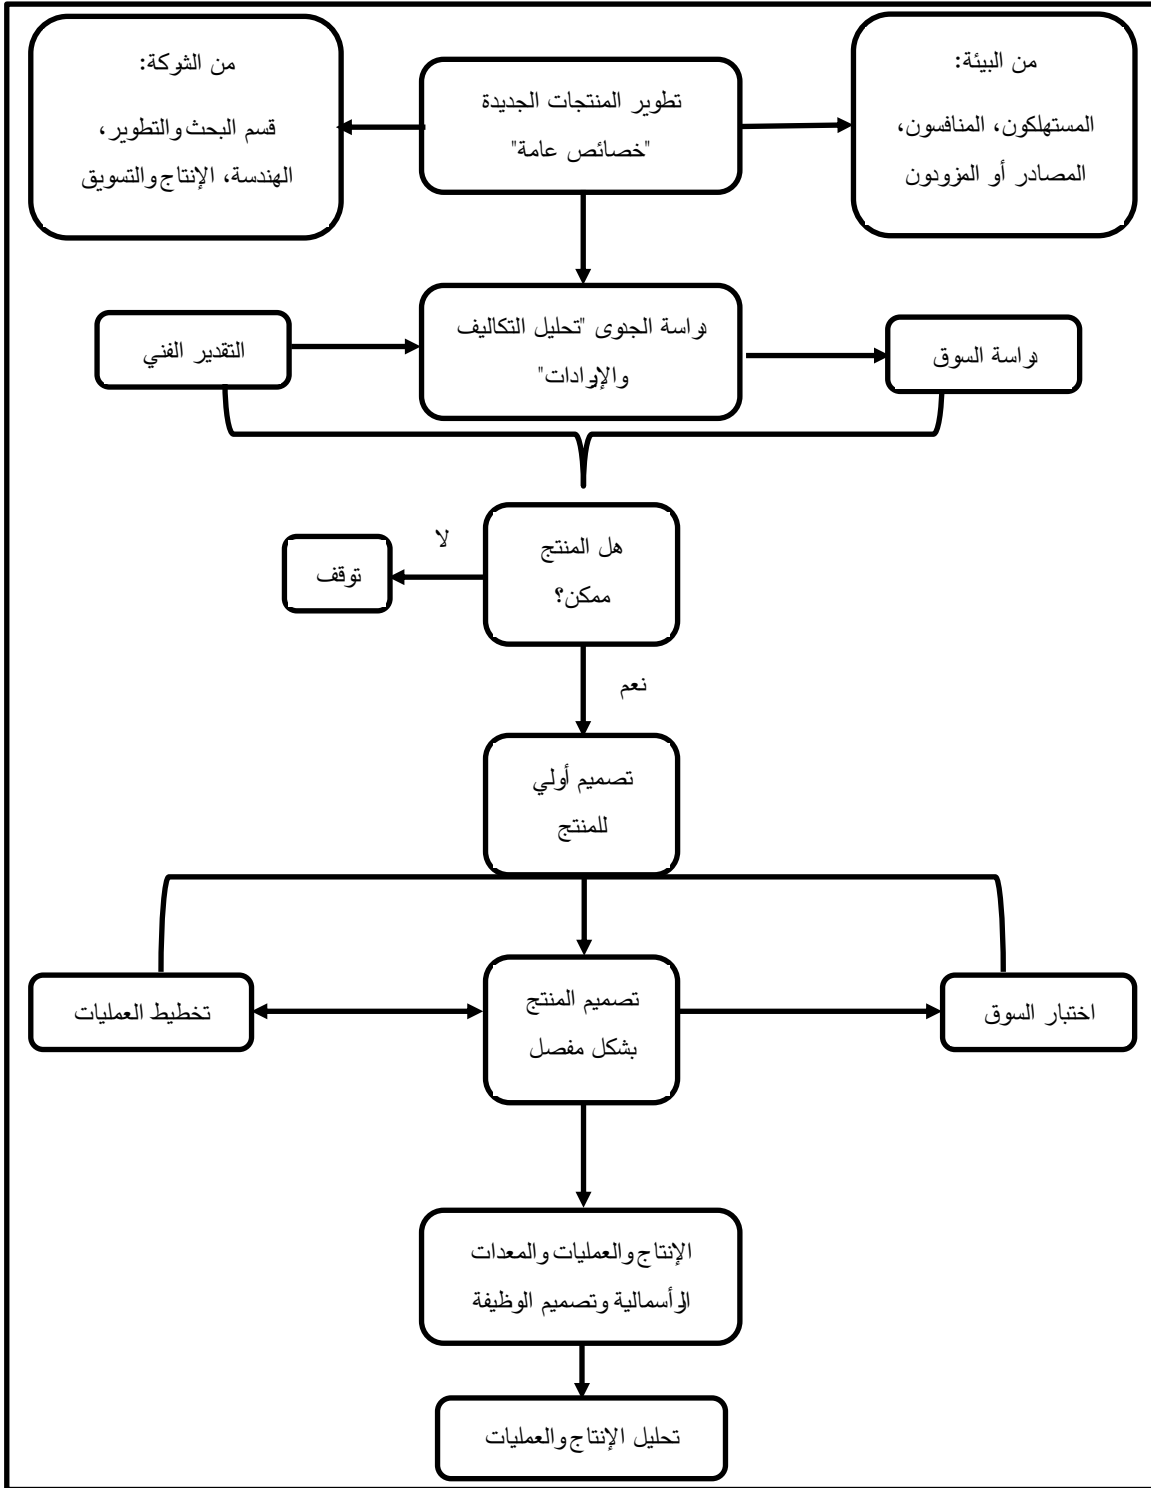 من البيئة:
المستهلكون، المنافسون،
المصادر أو المزودون
تطوير المنتجات الجديدة
"خصائص عامة"
من الثوكة:
قسم البحث والتطوير،
الهندسة، الإنتاج والتسويق
دراسة السوق
دراسة الجدوى "تحليل التكاليف
والإيرادات"
التقدير الفني
هل المنتج
ممكن؟
لا
توقف
نعم
تصميم أولي
للمنتج
اختبار السوق
تصميم المنتج
بشكل مفصل
تخطيط العمليات
الإنتاج والعمليات والمعدات
الرأسمالية وتصميم الوظيفة
تحليل الإنتاج والعمليات